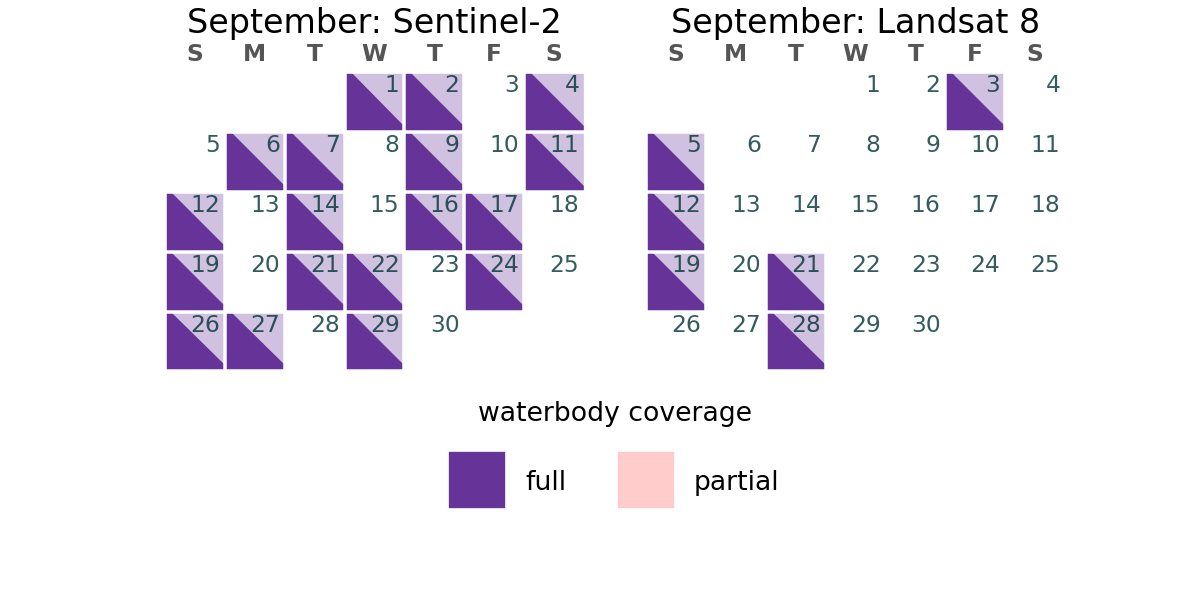 September: Sentinel-2
S M T W T F S
1 2 3 4
5 6 7 8 9 10 11
12 13 14 15 16 17 18
19 20 21 22 23 24 25
26 27 28 29 30
September: Landsat 8
S M T W T F S
1 2 3 4
5 6 7 8 9 10 11
12 13 14 15 16 17 18
19 20 21 22 23 24 25
26 27 28 29 30
waterbody coverage
full partial